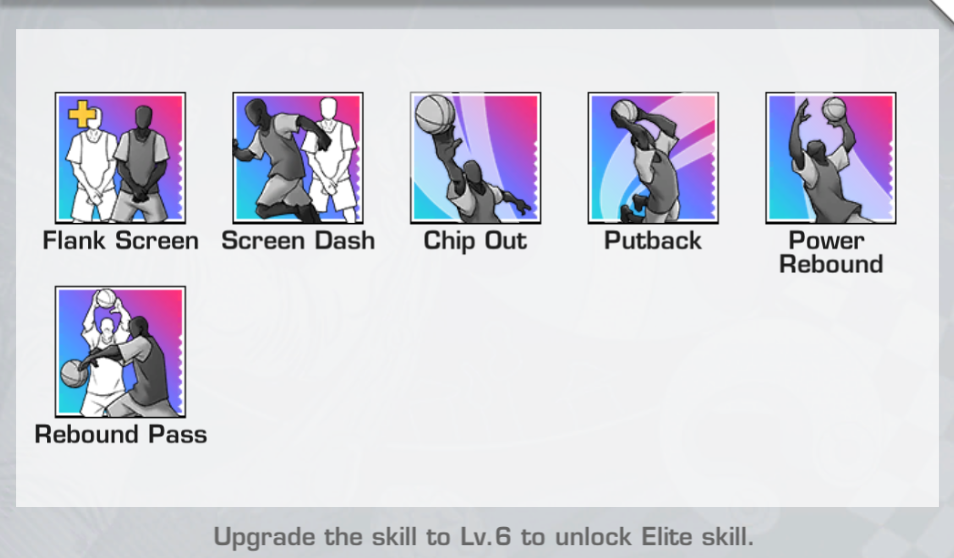 Flank Screen
Screen Dash
Chip Out
Putback
Power
Rebound
Rebound Pass
Upgrade the skill to Lv.6 to unlock Elite skill.